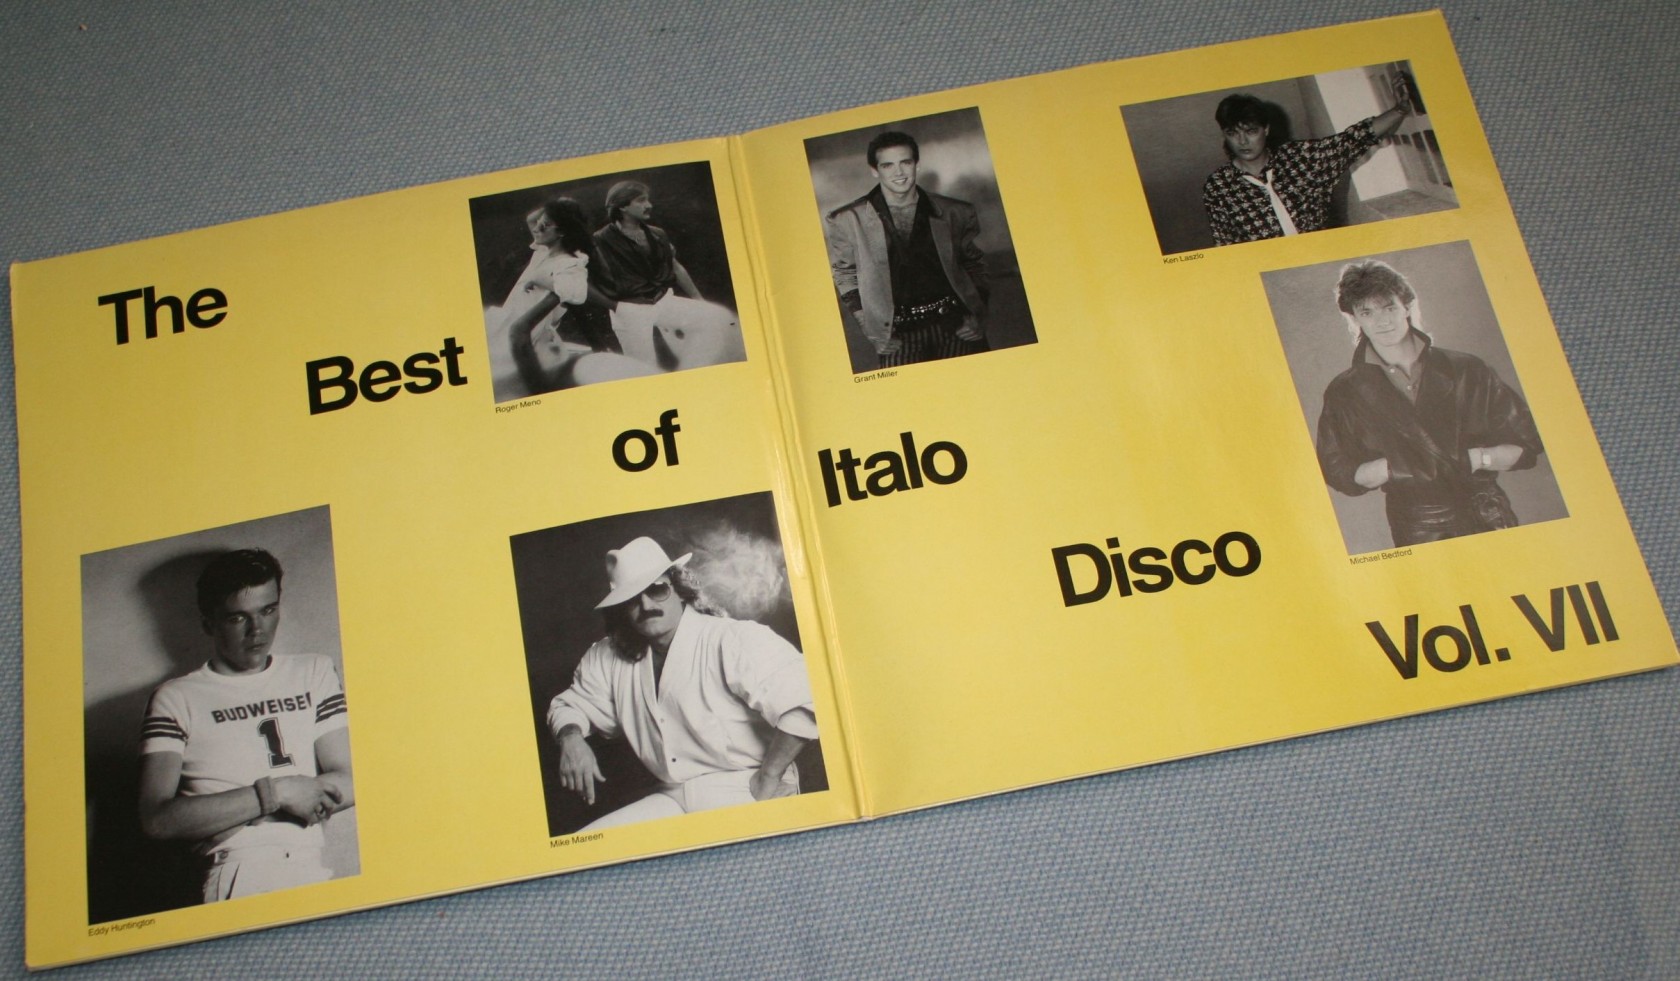 The
Best
of
Italo
Disco
Vol. VII
Roger Meno
Grant Miller
Ken Laszlo
Michael Bedford
BUDWEISE
1
Mike Mareen
Eddy Huntington